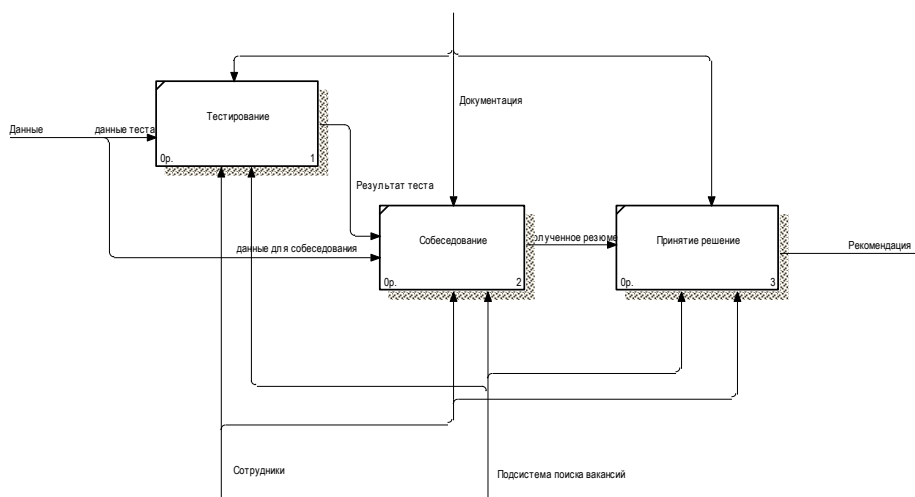 Документация
Тестирование
Данные
данные теста
0р.
1
Результат теста
Собеседование
0р.
2
данные для собеседования
олученное резюме
Принятие решение
0р.
3
Рекомендация
Сотрудники
Подсистема поиска вакансий